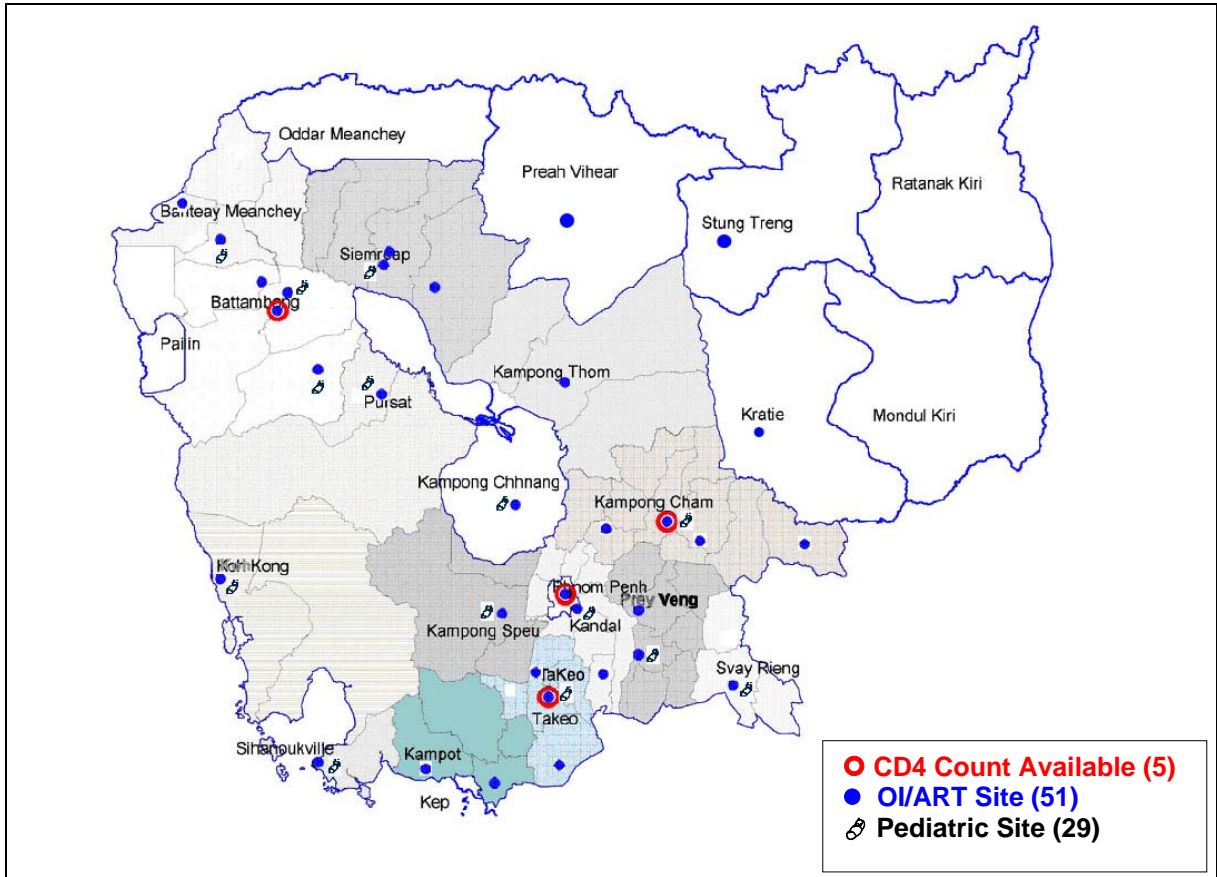 Oddar Meanchey
Preah Vihear
Ratanak Kiri
Banteay Meanchey
Stung Treng
Siemreap
Battambong
Pailin
Kampong Thom
Pursat
Kratie
Mondul Kiri
Kampong Chhnang
Kampong Cham
Kong
Phnom Penh
Prey Veng
Kandal
Kampong Speu
Svay Rieng
TaKeo
Takeo
Sihanoukville
Kampot
Kep
CD4 Count Available (5)
OI/ART Site (51)
Pediatric Site (29)